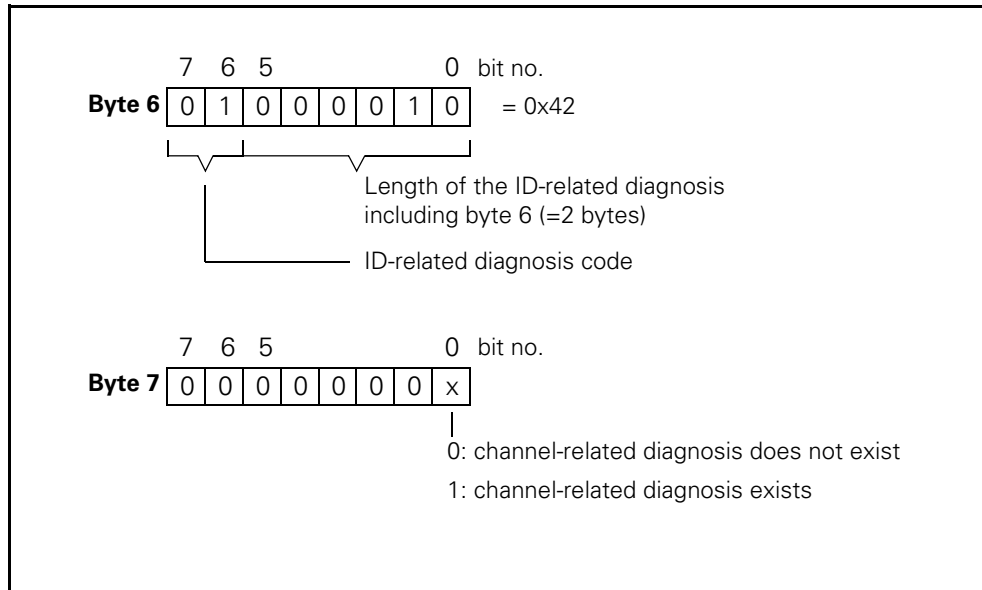 7 6 5 0 bit no.
Byte 6 0 1 0 0 0 0 1 0 = 0x42
Length of the ID-related diagnosis
including byte 6 (=2 bytes)
ID-related diagnosis code
7 6 5 0 bit no.
Byte 7 0 0 0 0 0 0 0 x
0: channel-related diagnosis does not exist
1: channel-related diagnosis exists